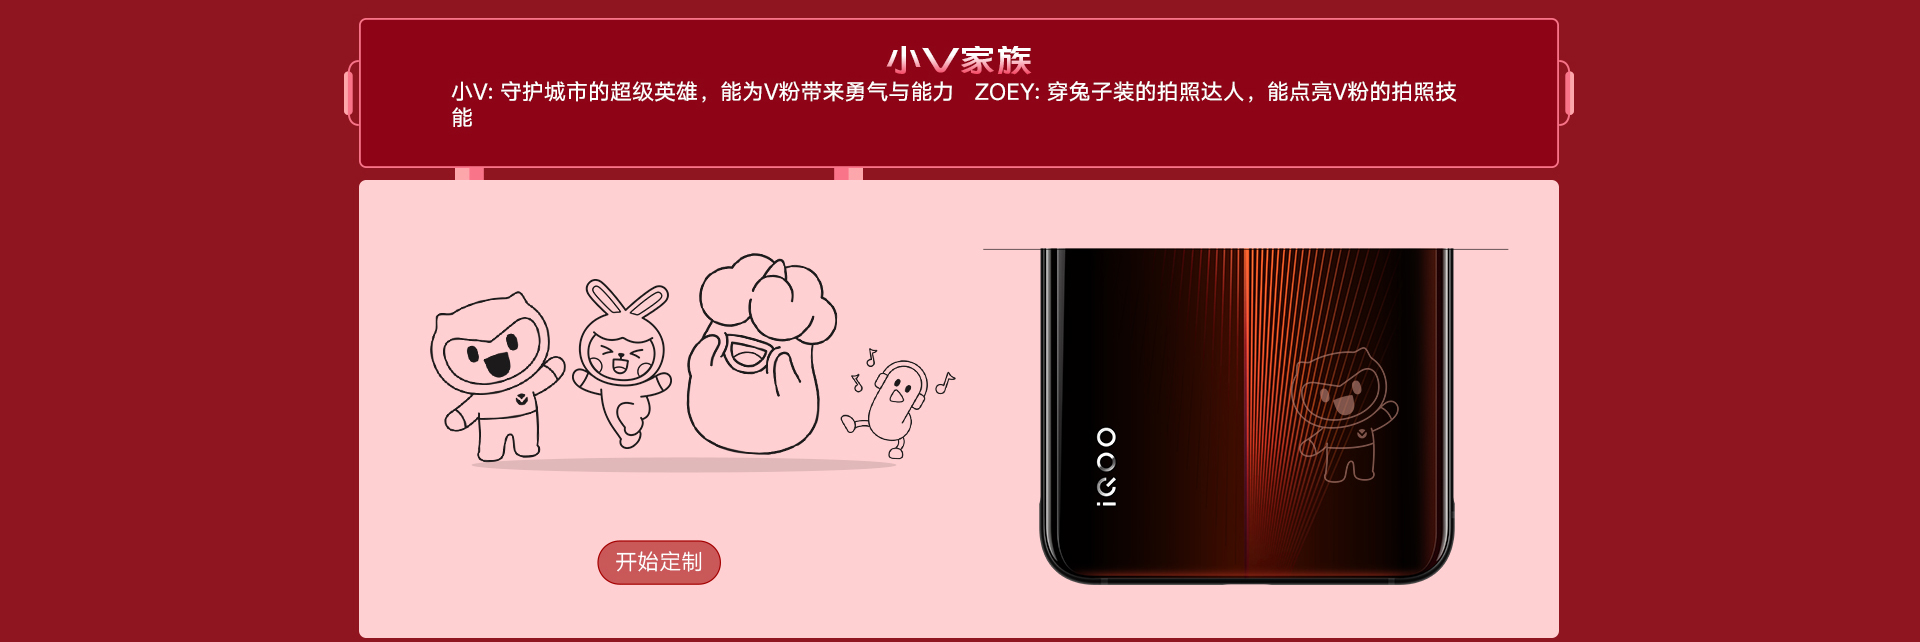 小V家族
小V: 守护城市的超级英雄，能为V粉带来勇气与能力 ZOEY: 穿兔子装的拍照达人，能点亮V粉的拍照技
能
开始定制
iQOO